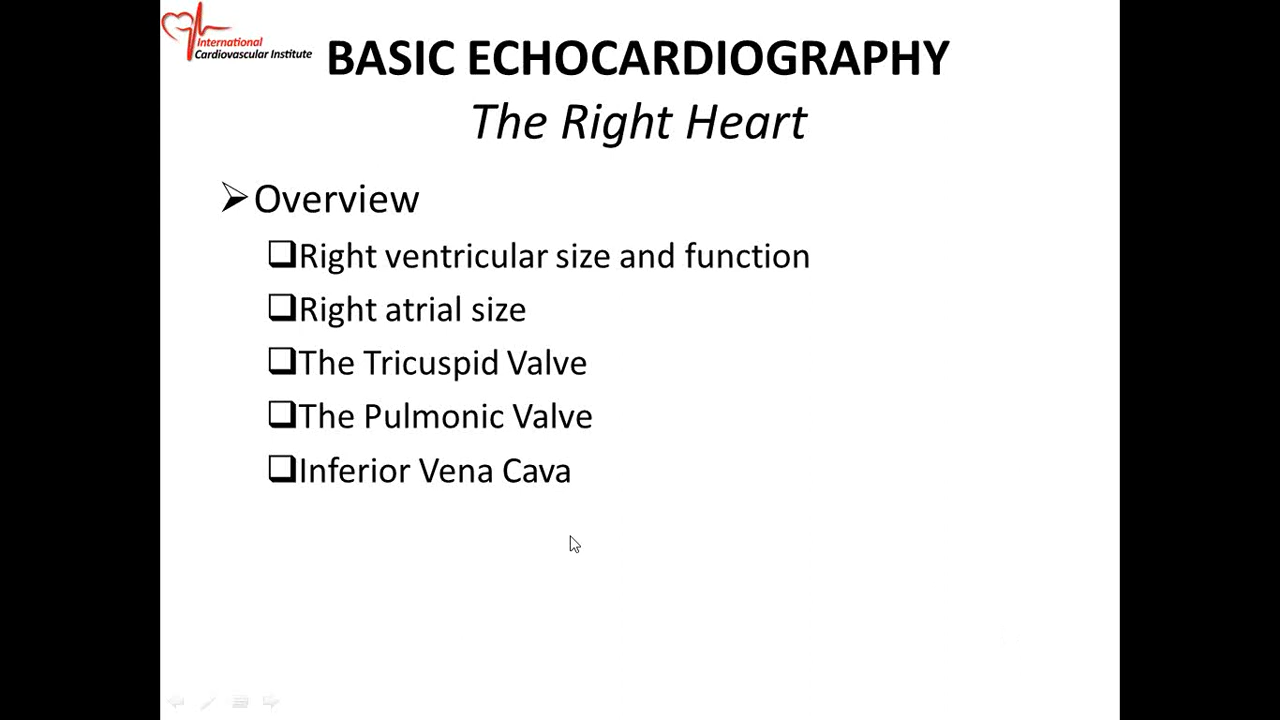 International
Cardiovascular Institute
BASIC ECHOCARDIOGRAPHY
The Right Heart
Overview
Right ventricular size and function
Right atrial size
The Tricuspid Valve
The Pulmonic Valve
Inferior Vena Cava